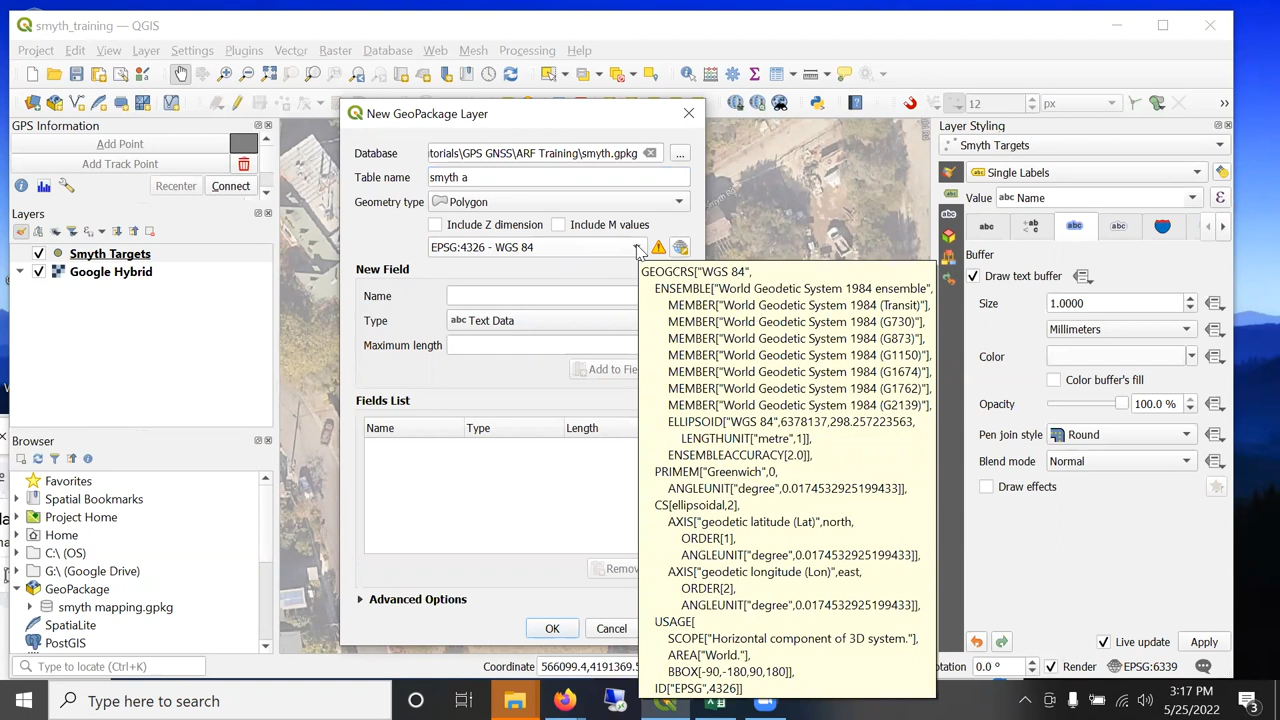 smyth_training — QGIS
Project Edit View Layer Settings Plugins Vector Raster Database Web Mesh Processing Help
12 px
GPS Information
Add Point
Add Track Point
Recenter Connect
Layers
Smyth Targets
Google Hybrid
Browser
Favorites
Spatial Bookmarks
Project Home
Home
C:\ (OS)
G:\ (Google Drive)
GeoPackage
smyth mapping.gpkg
SpatiaLite
PostGIS
New GeoPackage Layer
Database torials\GPS GNSS\ARF Training\smyth.gpkg ...
Table name smyth a
Geometry type Polygon
Include Z dimension Include M values
EPSG:4326 - WGS 84
New Field
Name
Type abc Text Data
Maximum length
Add to Fie
Fields List
Name Type Length
Remov
Advanced Options
OK Cancel
GEOGCRS["WGS 84",
ENSEMBLE["World Geodetic System 1984 ensemble",
MEMBER["World Geodetic System 1984 (Transit)"],
MEMBER["World Geodetic System 1984 (G730)"],
MEMBER["World Geodetic System 1984 (G873)"],
MEMBER["World Geodetic System 1984 (G1150)"],
MEMBER["World Geodetic System 1984 (G1674)"],
MEMBER["World Geodetic System 1984 (G1762)"],
MEMBER["World Geodetic System 1984 (G2139)"],
ELLIPSOID["WGS 84",6378137,298.257223563,
LENGTHUNIT["metre",1]],
ENSEMBLEACCURACY[2.0]],
PRIMEM["Greenwich",0,
ANGLEUNIT["degree",0.0174532925199433]],
CS[ellipsoidal,2],
AXIS["geodetic latitude (Lat)",north,
ORDER[1],
ANGLEUNIT["degree",0.0174532925199433]],
AXIS["geodetic longitude (Lon)",east,
ORDER[2],
ANGLEUNIT["degree",0.0174532925199433]],
USAGE[
SCOPE["Horizontal component of 3D system."],
AREA["World."],
BBOX[-90,-180,90,180]],
ID["EPSG",4326]]
Layer Styling
Smyth Targets
abc Single Labels
Value abc Name
Buffer
Draw text buffer
Size 1.0000
Millimeters
Color
Color buffer's fill
Opacity 100.0 %
Pen join style Round
Blend mode Normal
Draw effects
Live update Apply
Type to locate (Ctrl+K)
Coordinate 566099.4,4191369.5
otation 0.0 ° Render EPSG:6339
Type here to search
3:17 PM
5/25/2022
3